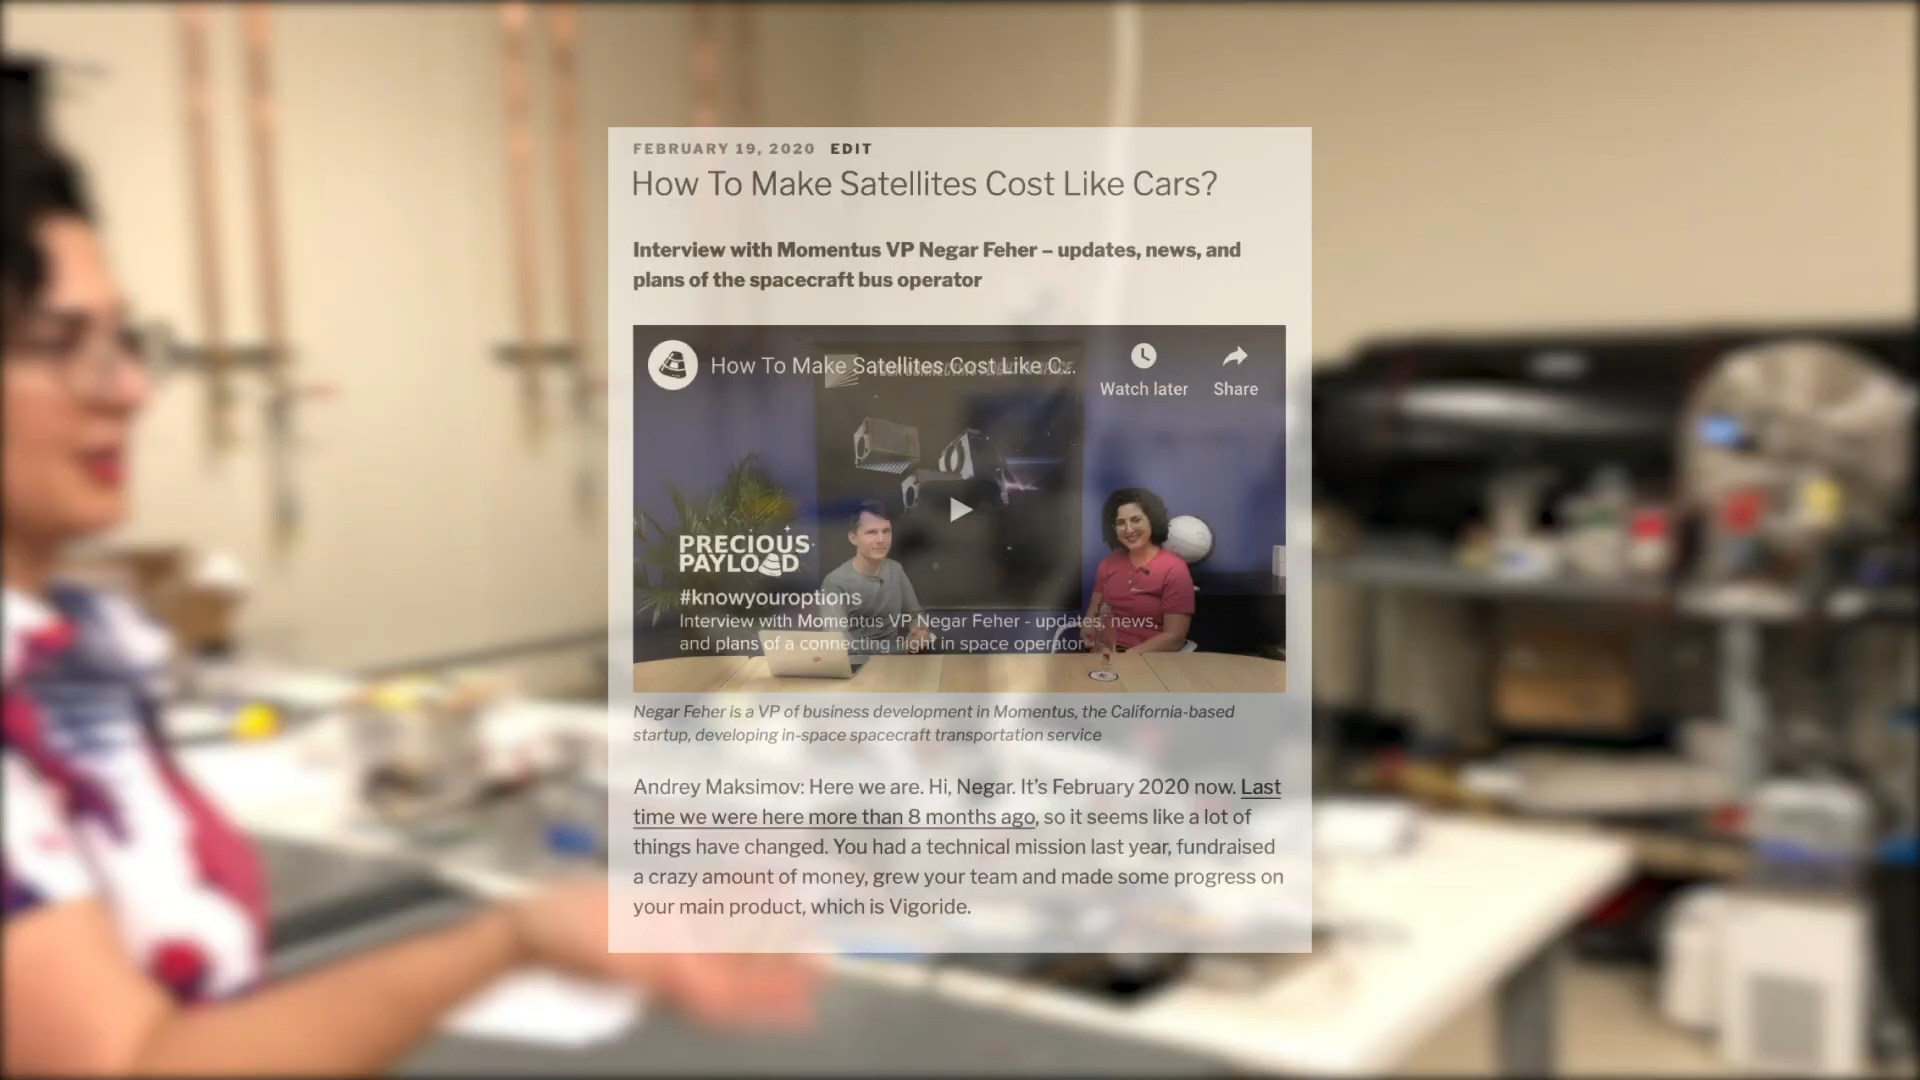 FEBRUARY 19, 2020 EDIT
How To Make Satellites Cost Like Cars?
Interview with Momentus VP Negar Feher – updates, news, and
plans of the spacecraft bus operator
How To Make Satellites Cost Like C...
Watch later
Share
PRECIOUS
PAYLOAD
#knowyouroptions
Interview with Momentus VP Negar Feher - updates, news,
and plans of a connecting flight in space operator
Negar Feher is a VP of business development in Momentus, the California-based
startup, developing in-space spacecraft transportation service
Andrey Maksimov: Here we are. Hi, Negar. It's February 2020 now. Last
time we were here more than 8 months ago, so it seems like a lot of
things have changed. You had a technical mission last year, fundraised
a crazy amount of money, grew your team and made some progress on
your main product, which is Vigoride.